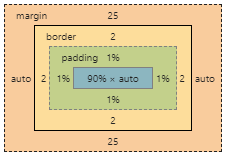 margin 25
border 2
padding 1%
auto 2 1% 90% × auto 1% 2 auto
1%
2
25